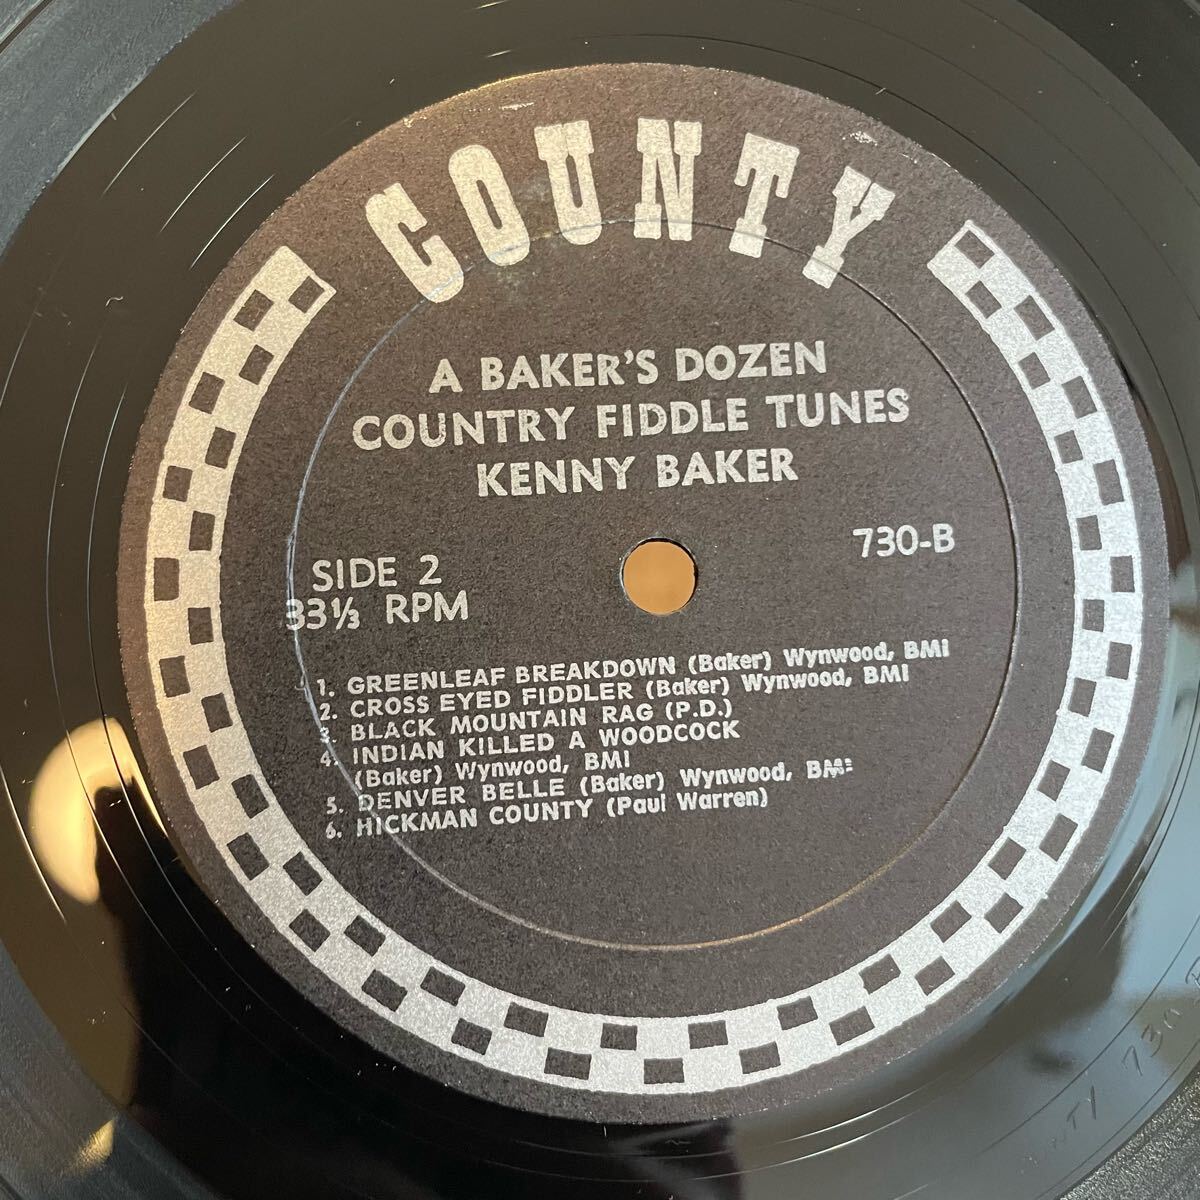 COUNTY
A BAKER'S DOZEN
COUNTRY FIDDLE TUNES
KENNY BAKER
730-B
SIDE 2
33⅓ RPM
1. GREENLEAF BREAKDOWN (Baker) Wynwood, BMI
2. CROSS EYED FIDDLER (Baker) Wynwood, BMI
3. BLACK MOUNTAIN RAG (P.D.)
4. INDIAN KILLED A WOODCOCK
(Baker) Wynwood, BMI
5. DENVER BELLE (Baker) Wynwood, BMI
6. HICKMAN COUNTY (Paul Warren)